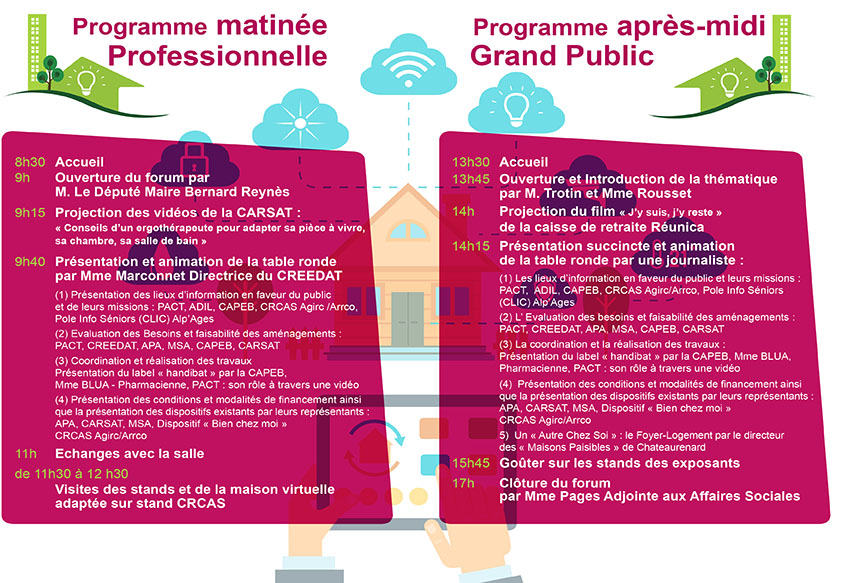 Programme matinée
Professionnelle
8h30 Accueil
9h Ouverture du forum par
M. Le Député Maire Bernard Reynès
9h15 Projection des vidéos de la CARSAT :
« Conseils d'un ergothérapeute pour adapter sa pièce à vivre,
sa chambre, sa salle de bain »
9h40 Présentation et animation de la table ronde
par Mme Marconnet Directrice du CREEDAT
(1) Présentation des lieux d'information en faveur du public
et de leurs missions : PACT, ADIL, CAPEB, CRCAS Agirc /Arrco,
Pole Info Séniors (CLIC) Alp'Ages
(2) Evaluation des Besoins et faisabilité des aménagements :
PACT, CREEDAT, APA, MSA, CAPEB, CARSAT
(3) Coordination et réalisation des travaux
Présentation du label « handibat » par la CAPEB,
Mme BLUA - Pharmacienne, PACT : son rôle à travers une vidéo
(4) Présentation des conditions et modalités de financement ainsi
que la présentation des dispositifs existants par leurs représentants :
APA, CARSAT, MSA, Dispositif « Bien chez moi »
CRCAS Agirc/Arrco
11h Echanges avec la salle
de 11h30 à 12 h30
Visites des stands et de la maison virtuelle
adaptée sur stand CRCAS
Programme après-midi
Grand Public
13h30 Accueil
13h45 Ouverture et Introduction de la thématique
par M. Trotin et Mme Rousset
14h Projection du film « J'y suis, j'y reste »
de la caisse de retraite Réunica
14h15 Présentation succincte et animation
de la table ronde par une journaliste :
(1) Les lieux d'information en faveur du public et leurs missions :
PACT, ADIL, CAPEB, CRCAS Agirc/Arrco, Pole Info Séniors
(CLIC) Alp'Ages
(2) L' Evaluation des besoins et faisabilité des aménagements :
PACT, CREEDAT, APA, MSA, CAPEB, CARSAT
(3) La coordination et la réalisation des travaux :
Présentation du label « handibat » par la CAPEB, Mme BLUA,
Pharmacienne, PACT : son rôle à travers une vidéo
(4) Présentation des conditions et modalités de financement ainsi
que la présentation des dispositifs existants par leurs représentants :
APA, CARSAT, MSA, Dispositif « Bien chez moi »
CRCAS Agirc/Arrco
5) Un « Autre Chez Soi » : le Foyer-Logement par le directeur
des « Maisons Paisibles » de Chateaurenard
15h45 Goûter sur les stands des exposants
17h Clôture du forum
par Mme Pages Adjointe aux Affaires Sociales